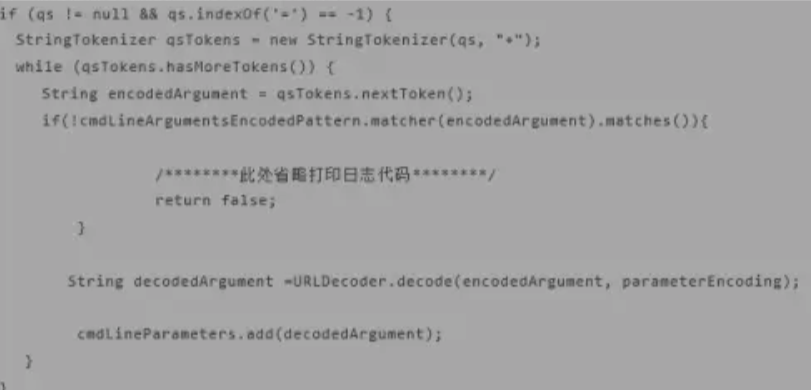 if (qs != null && qs.indexOf('=') == -1) {
StringTokenizer qsTokens = new StringTokenizer(qs, "+");
while (qsTokens.hasMoreTokens()) {
String encodedArgument = qsTokens.nextToken();
if(!cmdLineArgumentsEncodedPattern.matcher(encodedArgument).matches()){
/********此处省略打印日志代码********/
return false;
}
String decodedArgument =URLDecoder.decode(encodedArgument, parameterEncoding);
cmdLineParameters.add(decodedArgument);
}
}